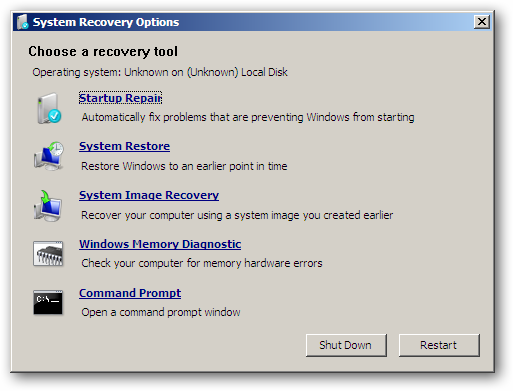 System Recovery Options
Choose a recovery tool
Operating system: Unknown on (Unknown) Local Disk
Startup Repair
Automatically fix problems that are preventing Windows from starting
System Restore
Restore Windows to an earlier point in time
System Image Recovery
Recover your computer using a system image you created earlier
Windows Memory Diagnostic
Check your computer for memory hardware errors
C:\_
Command Prompt
Open a command prompt window
Shut Down Restart